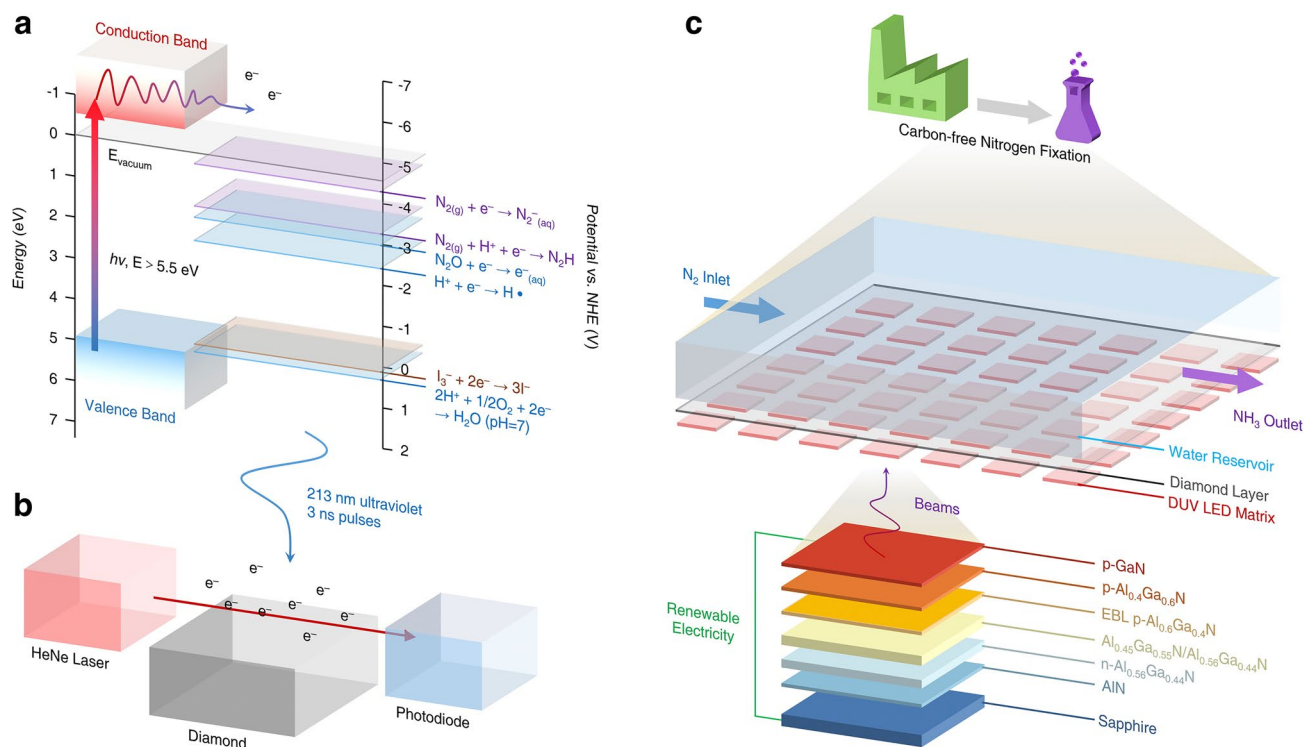 a
Conduction Band
e⁻
e⁻
-1
0
1
2
3
4
5
6
7
Energy (eV)
E_vacuum
hν, E > 5.5 eV
Valence Band
-7
-6
-5
-4
-3
-2
-1
0
1
2
Potential vs. NHE (V)
N₂(g) + e⁻ → N₂⁻(aq)
N₂(g) + H⁺ + e⁻ → N₂H
N₂O + e⁻ → e⁻(aq)
H⁺ + e⁻ → H •
I₃⁻ + 2e⁻ → 3I⁻
2H⁺ + 1/2O₂ + 2e⁻
→ H₂O (pH=7)
b
213 nm ultraviolet
3 ns pulses
e⁻
e⁻
e⁻
e⁻
e⁻
e⁻
e⁻
e⁻
HeNe Laser
Diamond
Photodiode
c
Carbon-free Nitrogen Fixation
N₂ Inlet
NH₃ Outlet
Water Reservoir
Diamond Layer
DUV LED Matrix
Beams
Renewable
Electricity
p-GaN
p-Al₀.₄Ga₀.₆N
EBL p-Al₀.₆Ga₀.₄N
Al₀.₄₅Ga₀.₅₅N/Al₀.₅₆Ga₀.₄₄N
n-Al₀.₅₆Ga₀.₄₄N
AlN
Sapphire